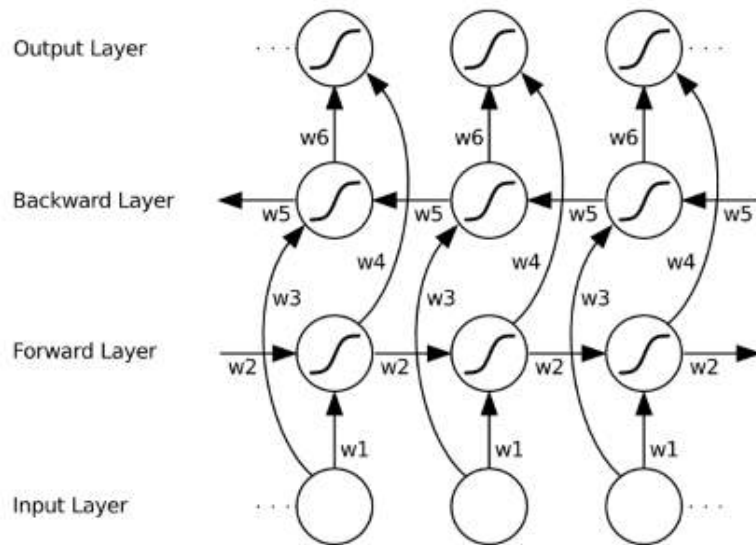 Output Layer
w6 w6 w6
Backward Layer
w5 w5 w5 w5
w4 w4 w4
w3 w3 w3
Forward Layer
w2 w2 w2 w2
w1 w1 w1
Input Layer